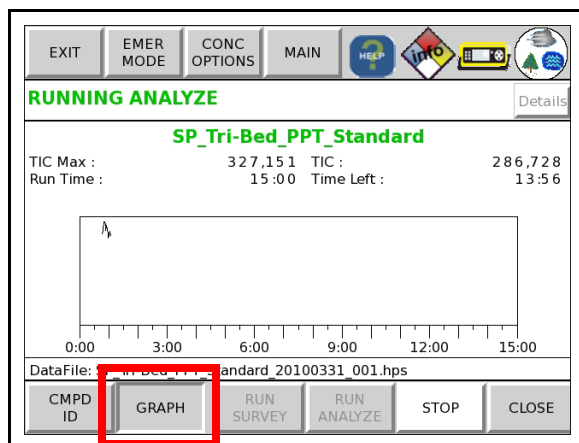 EXIT
EMER MODE
CONC OPTIONS
MAIN
HELP
info
RUNNING ANALYZE
Details
SP_Tri-Bed_PPT_Standard
TIC Max : 327,151 TIC : 286,728
Run Time : 15:00 Time Left : 13:56
0:00 3:00 6:00 9:00 12:00 15:00
DataFile: SP_Tri-Bed_PPT_Standard_20100331_001.hps
CMPD ID
GRAPH
RUN SURVEY
RUN ANALYZE
STOP
CLOSE